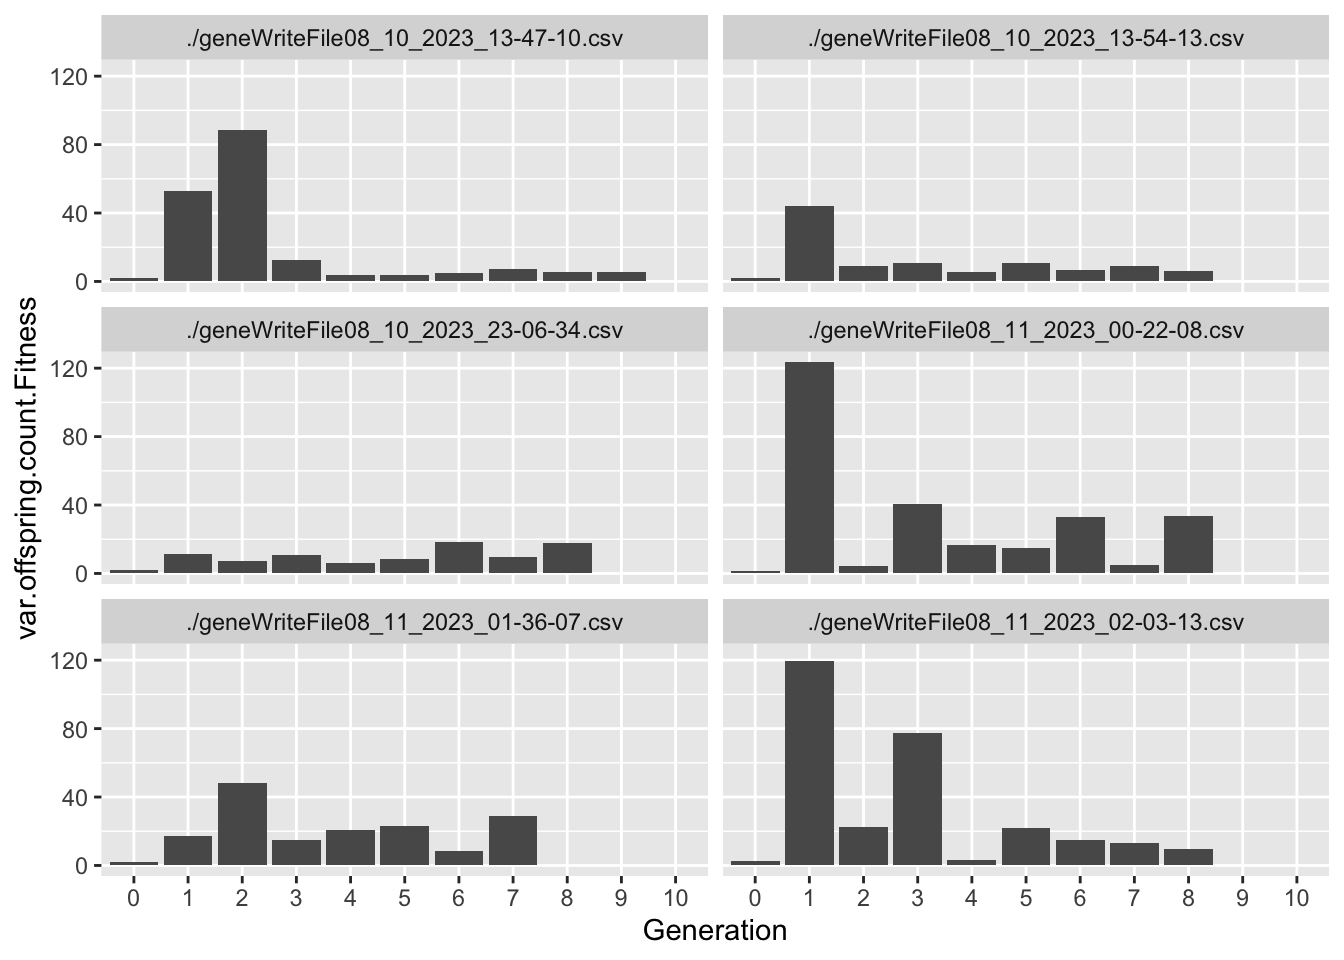 ./geneWriteFile08_10_2023_13-47-10.csv
./geneWriteFile08_10_2023_13-54-13.csv
120
80
40
0
./geneWriteFile08_10_2023_23-06-34.csv
./geneWriteFile08_11_2023_00-22-08.csv
120
80
40
0
./geneWriteFile08_11_2023_01-36-07.csv
./geneWriteFile08_11_2023_02-03-13.csv
120
80
40
0
var.offspring.count.Fitness
0 1 2 3 4 5 6 7 8 9 10
0 1 2 3 4 5 6 7 8 9 10
Generation